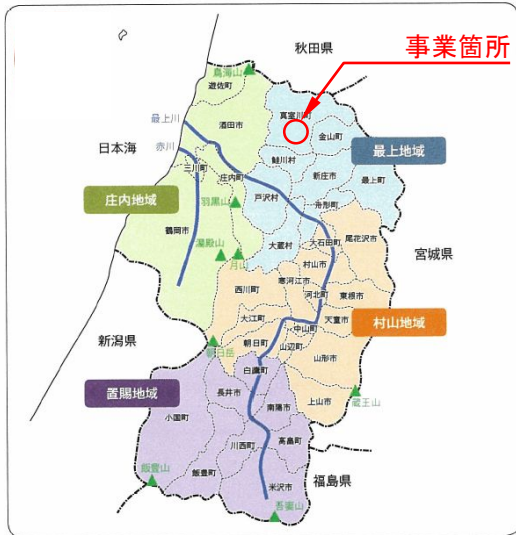 秋田県
事業箇所
鳥海山
遊佐町
真室川町
最上川
酒田市
金山町
日本海
赤川
鮭川村
最上地域
三川町
庄内町
新庄市
最上町
庄内地域
羽黒山
戸沢村
舟形町
鶴岡市
大蔵村
大石田町
尾花沢市
湯殿山
月山
村山市
宮城県
西川町
寒河江市
河北町
東根市
大江町
天童市
村山地域
新潟県
中山町
朝日町
山辺町
朝日岳
山形市
白鷹町
置賜地域
長井市
上山市
蔵王山
小国町
南陽市
川西町
高畠町
飯豊山
飯豊町
米沢市
福島県
吾妻山